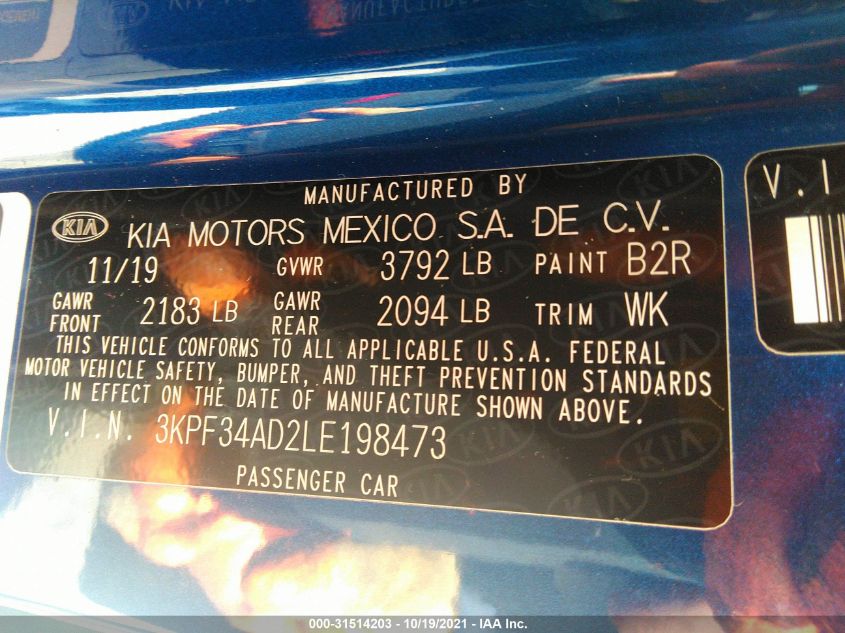 MANUFACTURED BY
KIA KIA MOTORS MEXICO S.A. DE C.V.
11/19 GVWR 3792 LB PAINT B2R
GAWR FRONT 2183 LB GAWR REAR 2094 LB TRIM WK
THIS VEHICLE CONFORMS TO ALL APPLICABLE U.S.A. FEDERAL
MOTOR VEHICLE SAFETY, BUMPER, AND THEFT PREVENTION STANDARDS
IN EFFECT ON THE DATE OF MANUFACTURE SHOWN ABOVE.
V.I.N. 3KPF34AD2LE198473
PASSENGER CAR
V.I
000-31514203 - 10/19/2021 - IAA Inc.